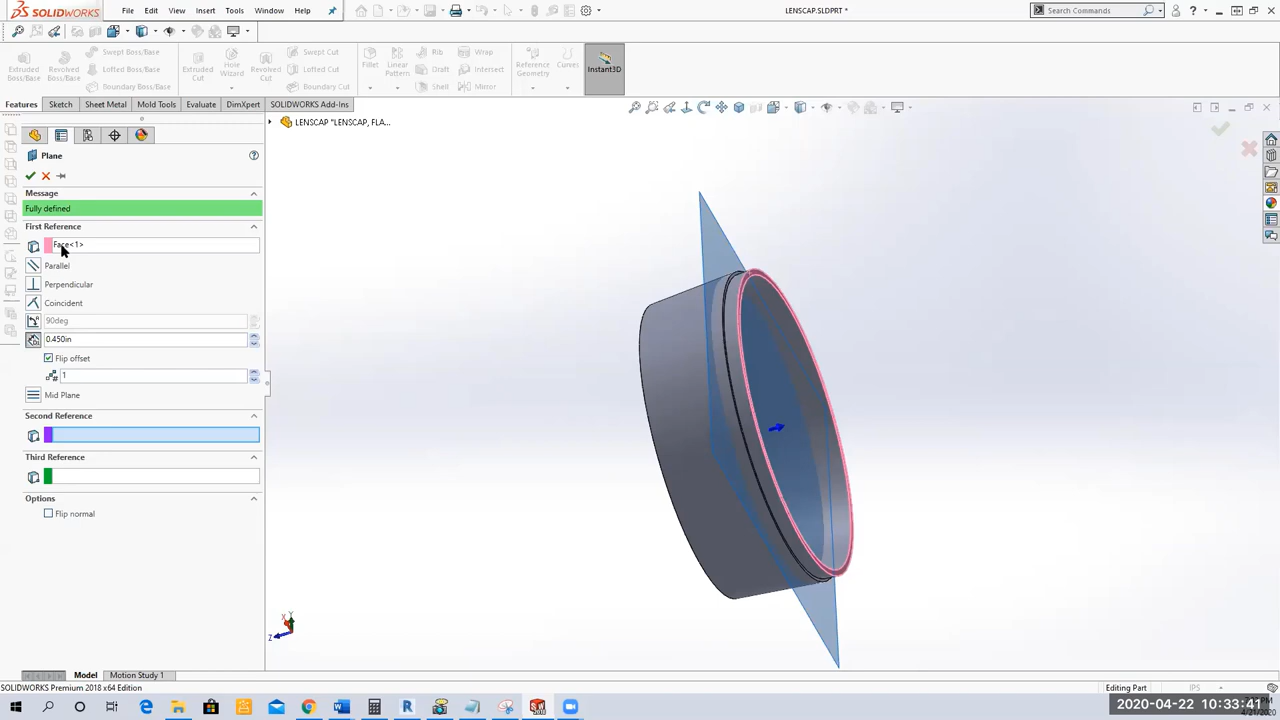 SOLIDWORKS
File Edit View Insert Tools Window Help
LENSCAP.SLDPRT *
Search Commands
Extruded Boss/Base
Revolved Boss/Base
Swept Boss/Base
Lofted Boss/Base
Boundary Boss/Base
Extruded Cut
Hole Wizard
Revolved Cut
Swept Cut
Lofted Cut
Boundary Cut
Fillet
Linear Pattern
Rib
Draft
Shell
Wrap
Intersect
Mirror
Reference Geometry
Curves
Instant3D
Features Sketch Sheet Metal Mold Tools Evaluate DimXpert SOLIDWORKS Add-Ins
LENSCAP "LENSCAP, FLA...
Plane
Message
Fully defined
First Reference
Face<1>
Parallel
Perpendicular
Coincident
90deg
0.450in
Flip offset
1
Mid Plane
Second Reference
Third Reference
Options
Flip normal
X Y
Z
Model Motion Study 1
SOLIDWORKS Premium 2018 x64 Edition
Editing Part
IPS
2020-04-22 10:33:41
4/21/2020